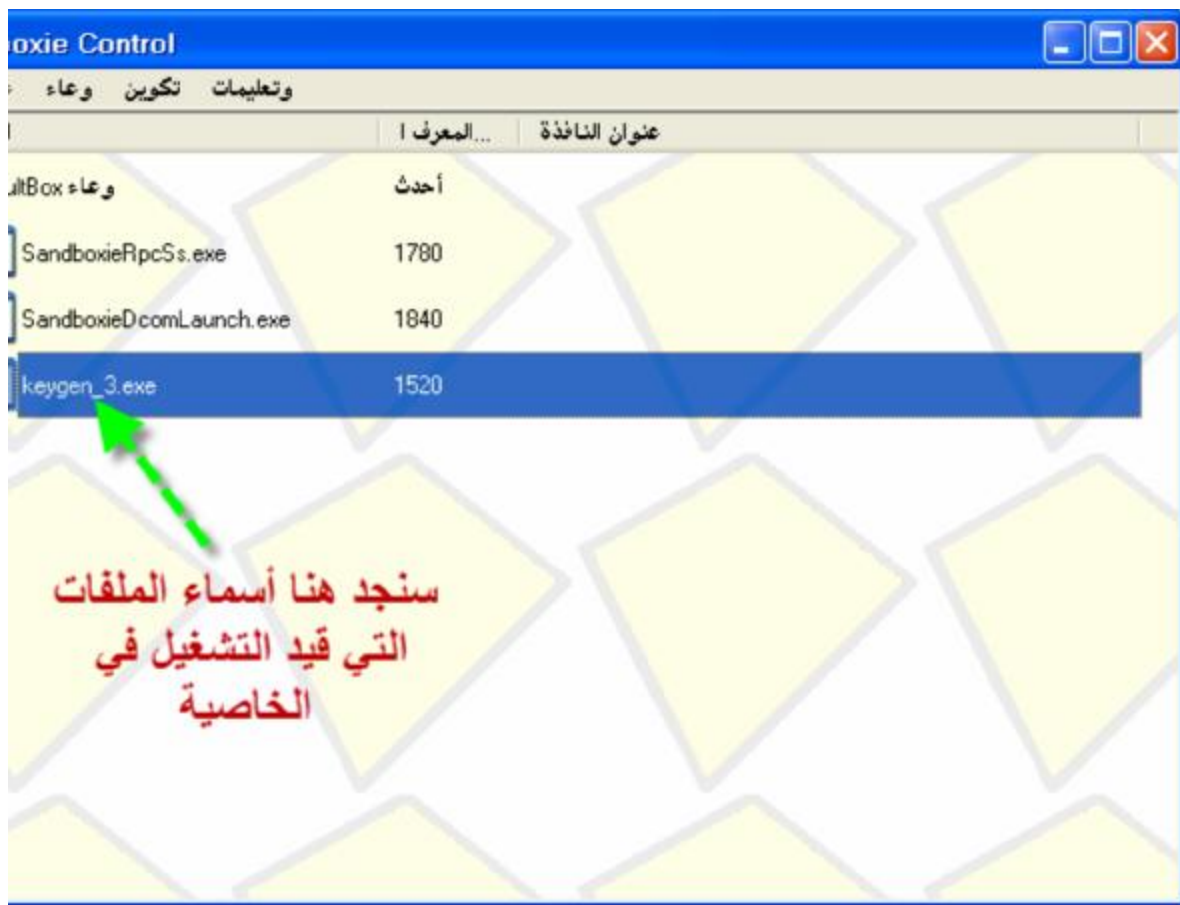 oxie Control
وعاء تكوين وتعليمات
المعرف ا... عنوان النافذة
وعاء ultBox أحدث
SandboxieRpcSs.exe 1780
SandboxieDcomLaunch.exe 1840
keygen_3.exe 1520
سنجد هنا أسماء الملفات
التي قيد التشغيل في
الخاصية